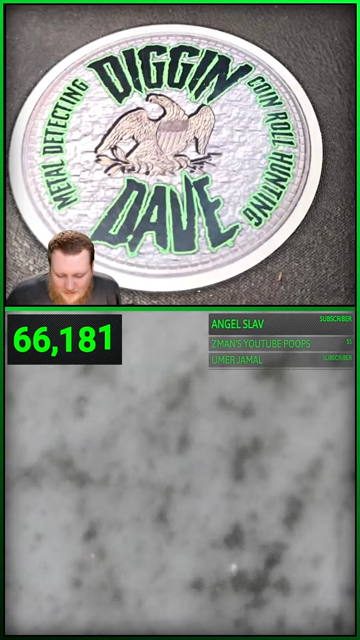 DIGGIN
METAL DETECTING
COIN ROLL HUNTING
DAVE
66,181
ANGEL SLAV SUBSCRIBER
ZMAN'S YOUTUBE POOPS $5
UMER JAMAL SUBSCRIBER